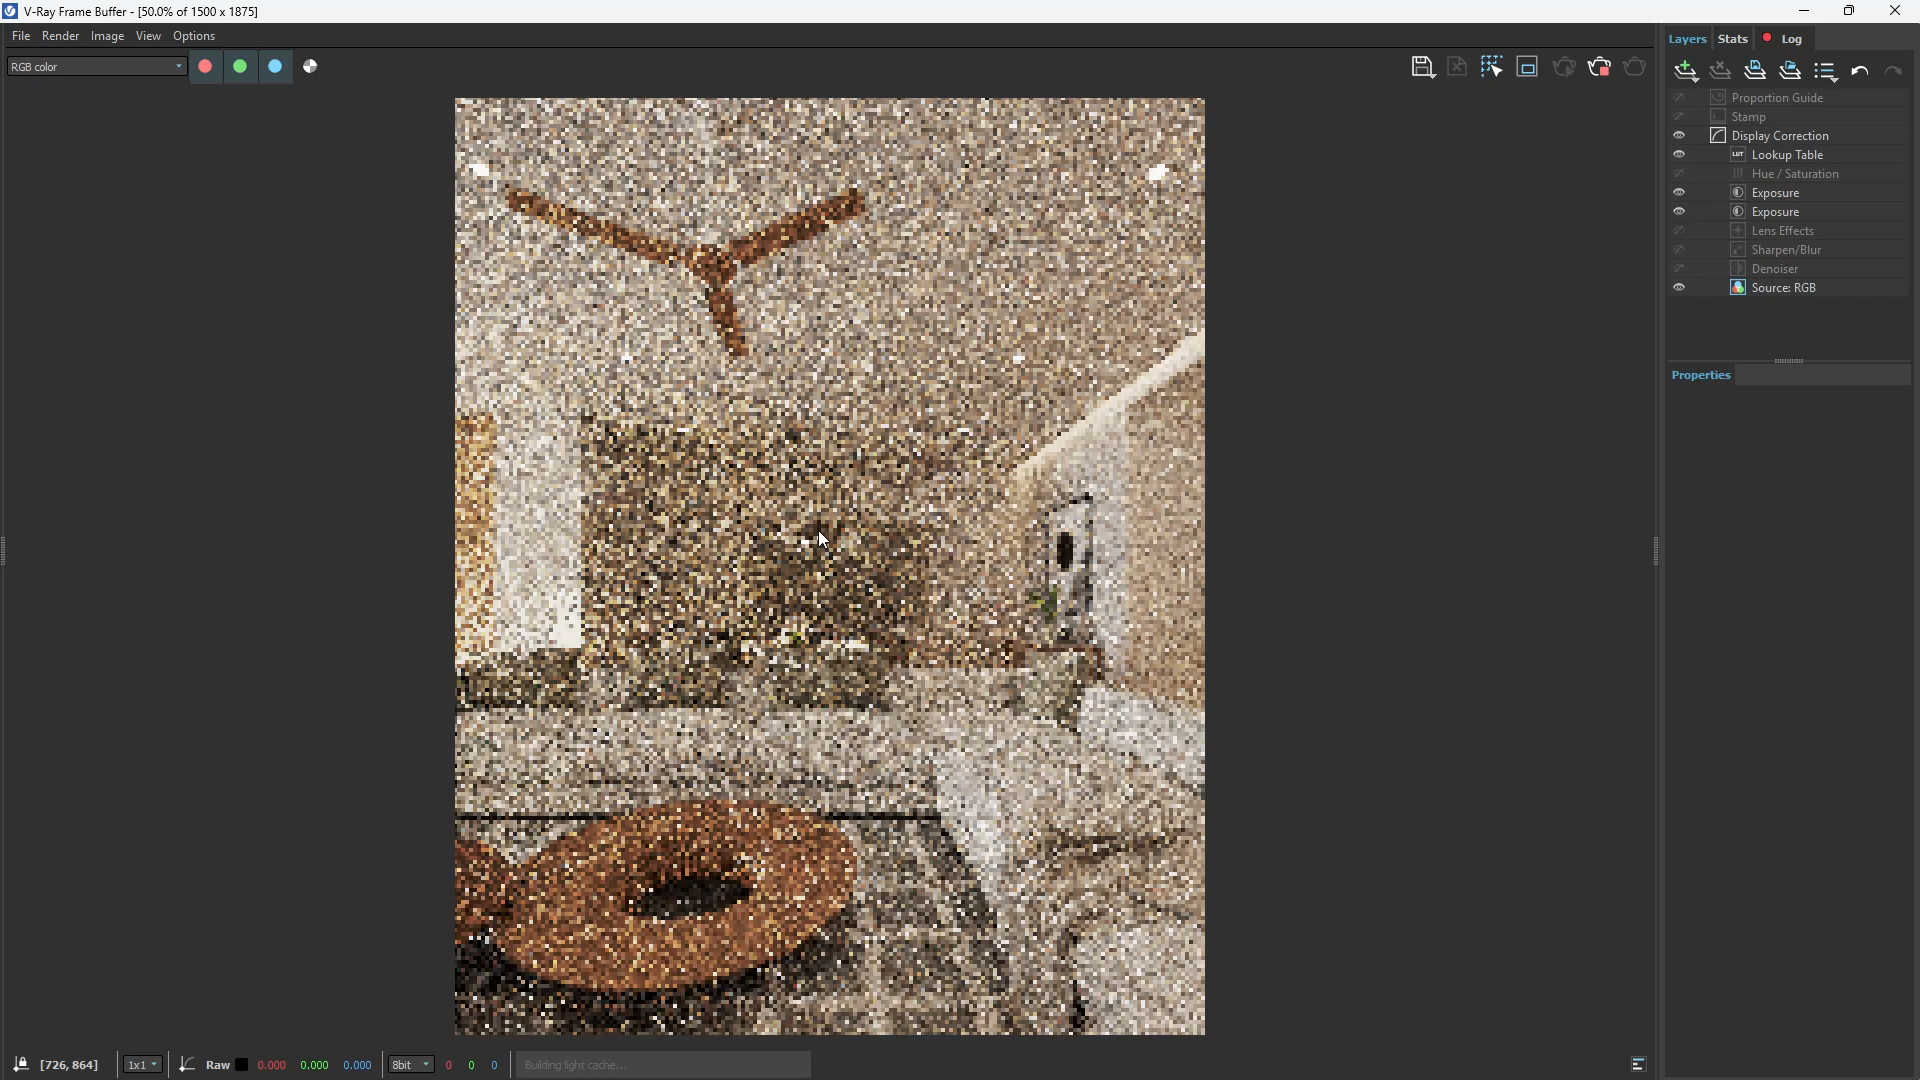 V-Ray Frame Buffer - [50.0% of 1500 x 1875]
File Render Image View Options
RGB color
Layers Stats Log
Proportion Guide
Stamp
Display Correction
LUT Lookup Table
Hue / Saturation
Exposure
Exposure
Lens Effects
Sharpen/Blur
Denoiser
Source: RGB
Properties
[726, 864] 1x1 Raw 0.000 0.000 0.000 8bit 0 0 0 Building light cache...